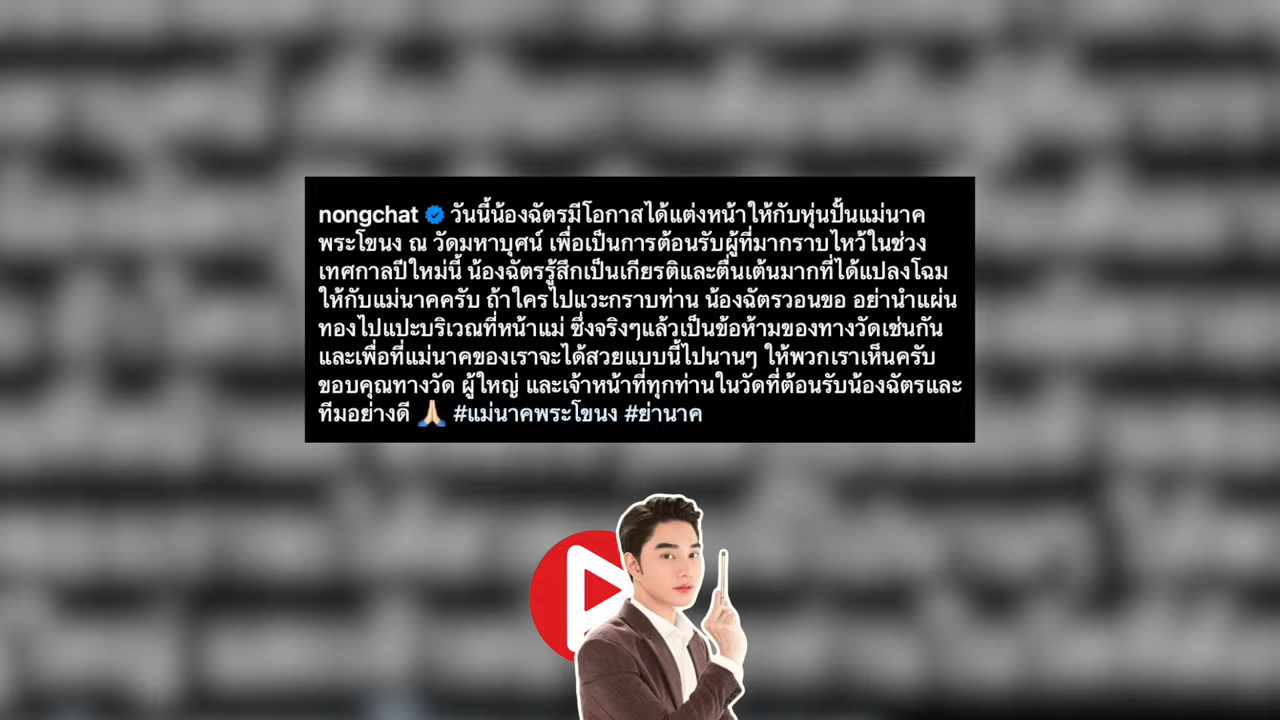 nongchat วันนี้น้องฉัตรมีโอกาสได้แต่งหน้าให้กับหุ่นปั้นแม่นาค
พระโขนง ณ วัดมหาบุศน์ เพื่อเป็นการต้อนรับผู้ที่มากราบไหว้ในช่วง
เทศกาลปีใหม่นี้ น้องฉัตรรู้สึกเป็นเกียรติและตื่นเต้นมากที่ได้แปลงโฉม
ให้กับแม่นาคครับ ถ้าใครไปแวะกราบท่าน น้องฉัตรวอนขอ อย่านำแผ่น
ทองไปแปะบริเวณที่หน้าแม่ ซึ่งจริงๆแล้วเป็นข้อห้ามของทางวัดเช่นกัน
และเพื่อที่แม่นาคของเราจะได้สวยแบบนี้ไปนานๆ ให้พวกเราเห็นครับ
ขอบคุณทางวัด ผู้ใหญ่ และเจ้าหน้าที่ทุกท่านในวัดที่ต้อนรับน้องฉัตรและ
ทีมอย่างดี 🙏🏻 #แม่นาคพระโขนง #ย่านาค